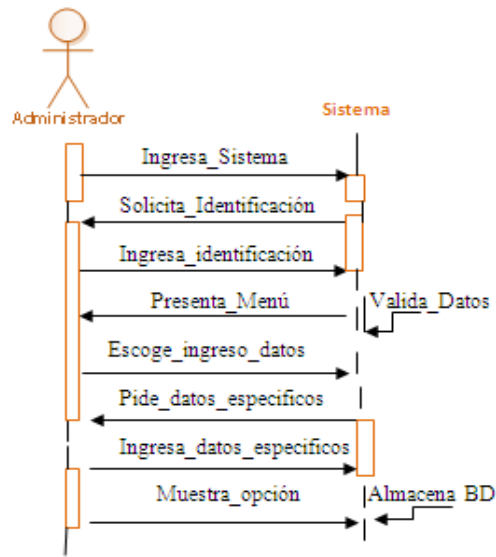 Administrador
Sistema
Ingresa_Sistema
Solicita_Identificación
Ingresa_identificación
Presenta_Menú
Valida_Datos
Escoge_ingreso_datos
Pide_datos_especificos
Ingresa_datos_especificos
Muestra_opción
Almacena BD